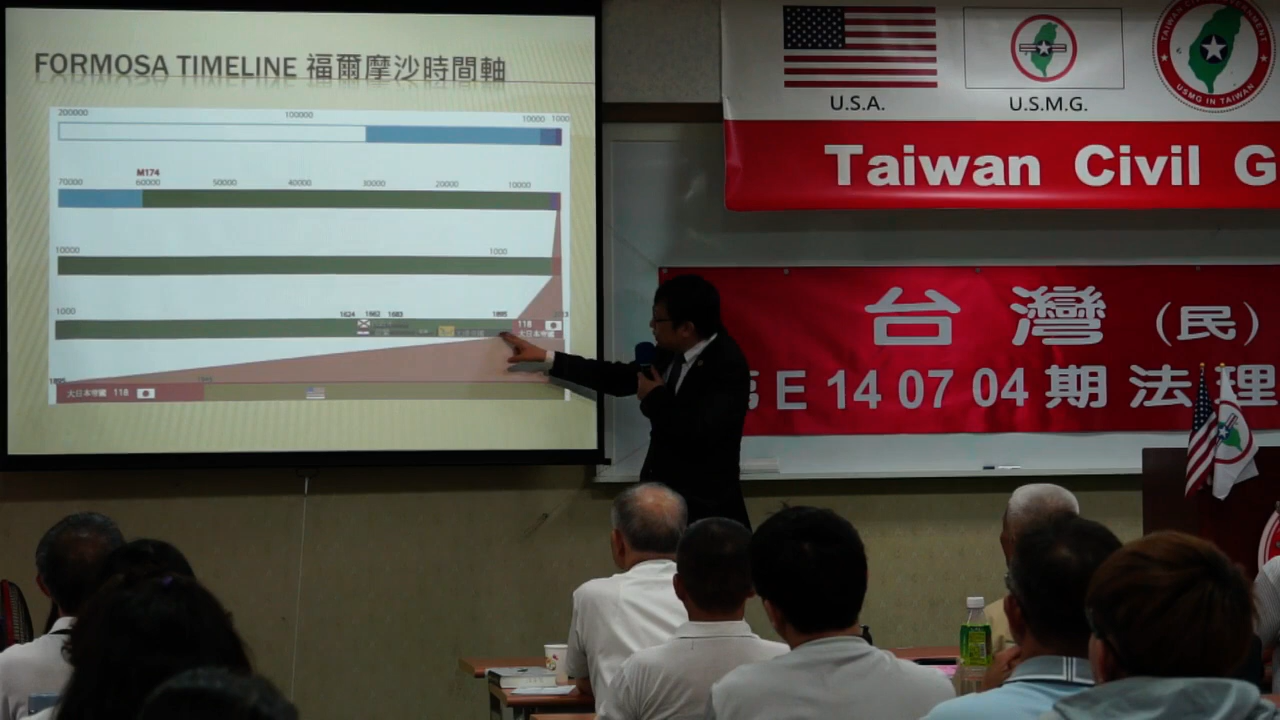 FORMOSA TIMELINE 福爾摩沙時間軸
200000 100000 10000 1000
M174
70000 60000 50000 40000 30000 20000 10000
10000 1000
1000 1624 1662 1683 1895
118
大日本帝國
1895 1945
大日本帝國 118
U.S.A.
U.S.M.G.
USMG IN TAIWAN
Taiwan Civil G
台灣（民）
E 14 07 04 期 法 理